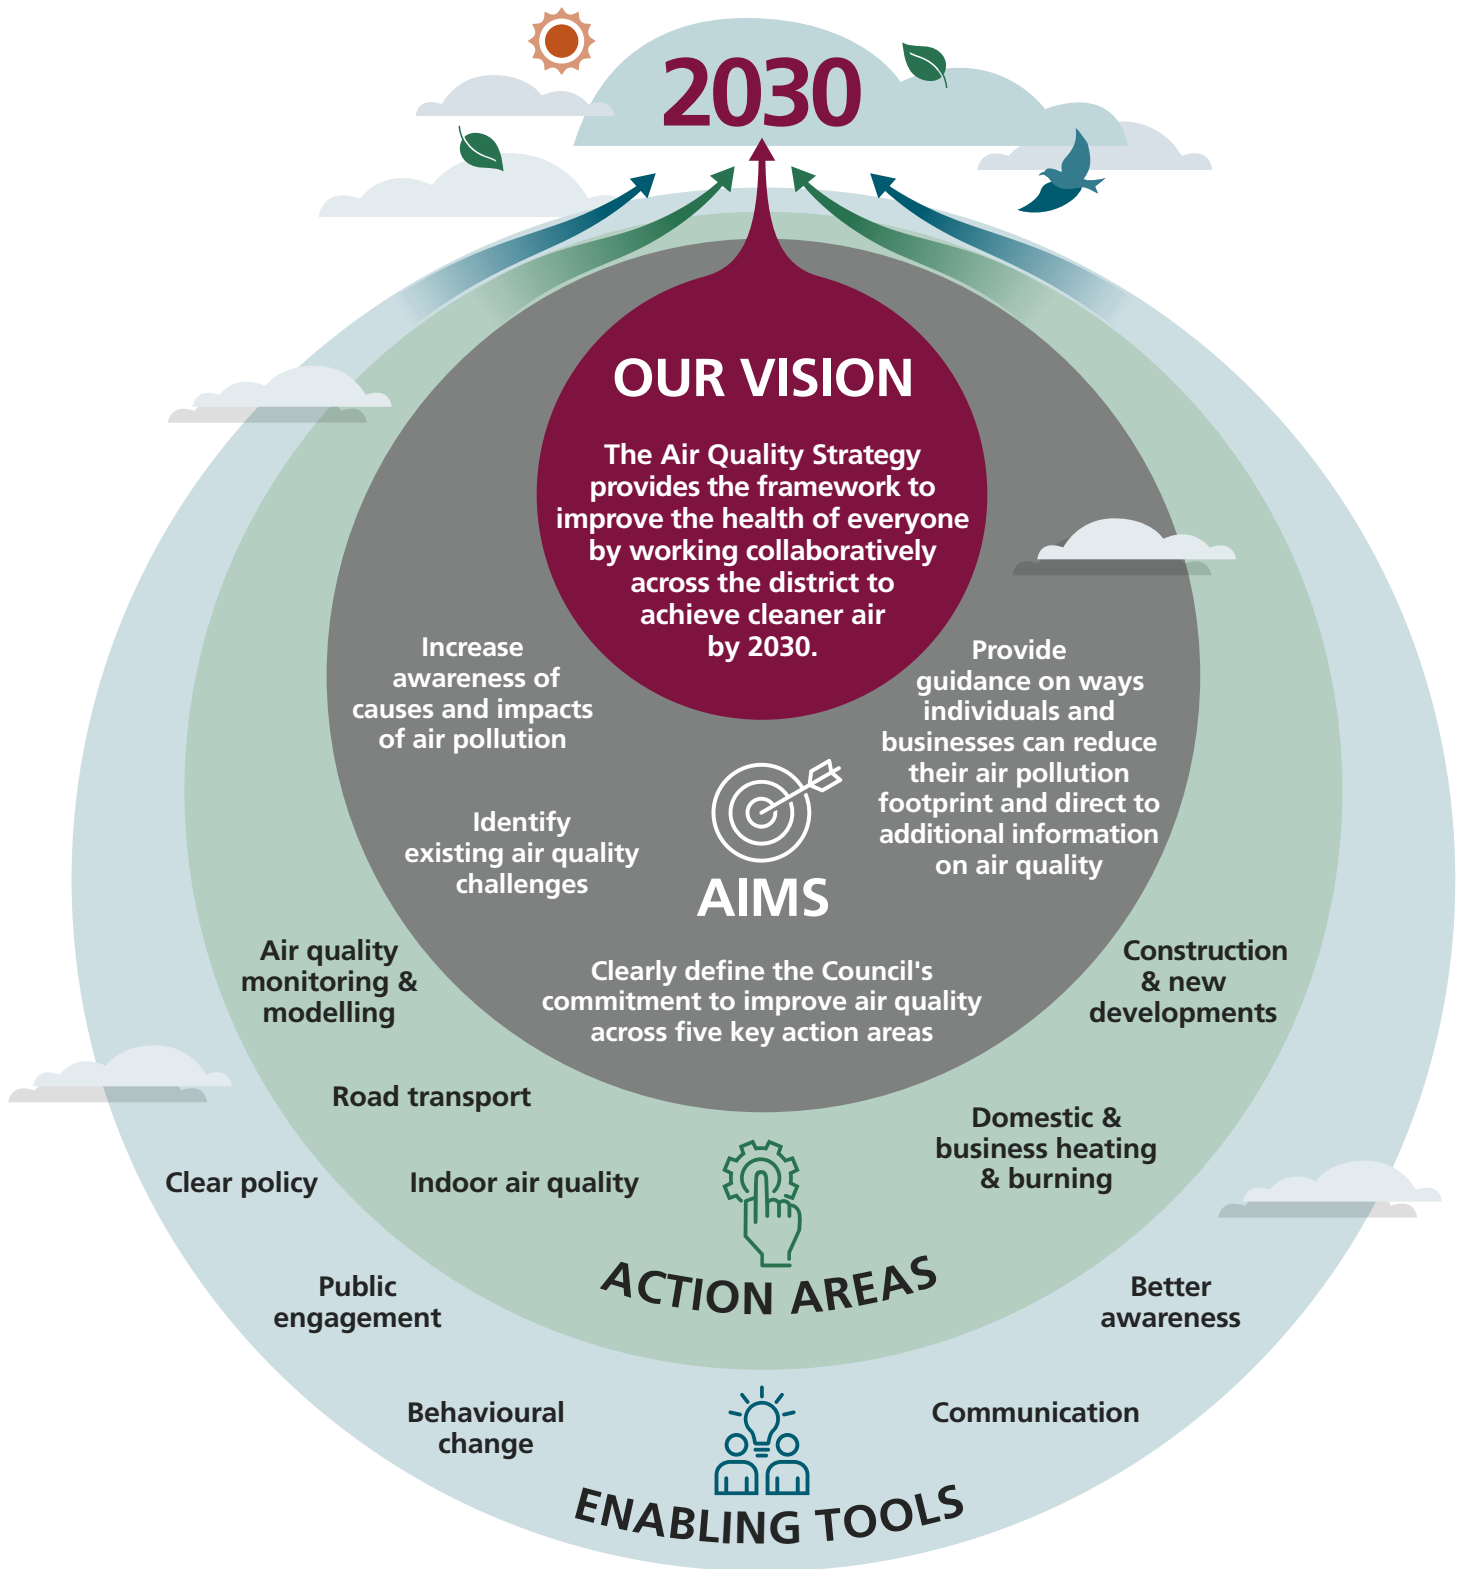 2030
OUR VISION
The Air Quality Strategy
provides the framework to
improve the health of everyone
by working collaboratively
across the district to
achieve cleaner air
by 2030.
Increase
awareness of
causes and impacts
of air pollution
Identify
existing air quality
challenges
Provide
guidance on ways
individuals and
businesses can reduce
their air pollution
footprint and direct to
additional information
on air quality
AIMS
Clearly define the Council's
commitment to improve air quality
across five key action areas
Air quality
monitoring &
modelling
Road transport
Indoor air quality
Construction
& new
developments
Domestic &
business heating
& burning
ACTION AREAS
Clear policy
Public
engagement
Behavioural
change
Better
awareness
Communication
ENABLING TOOLS